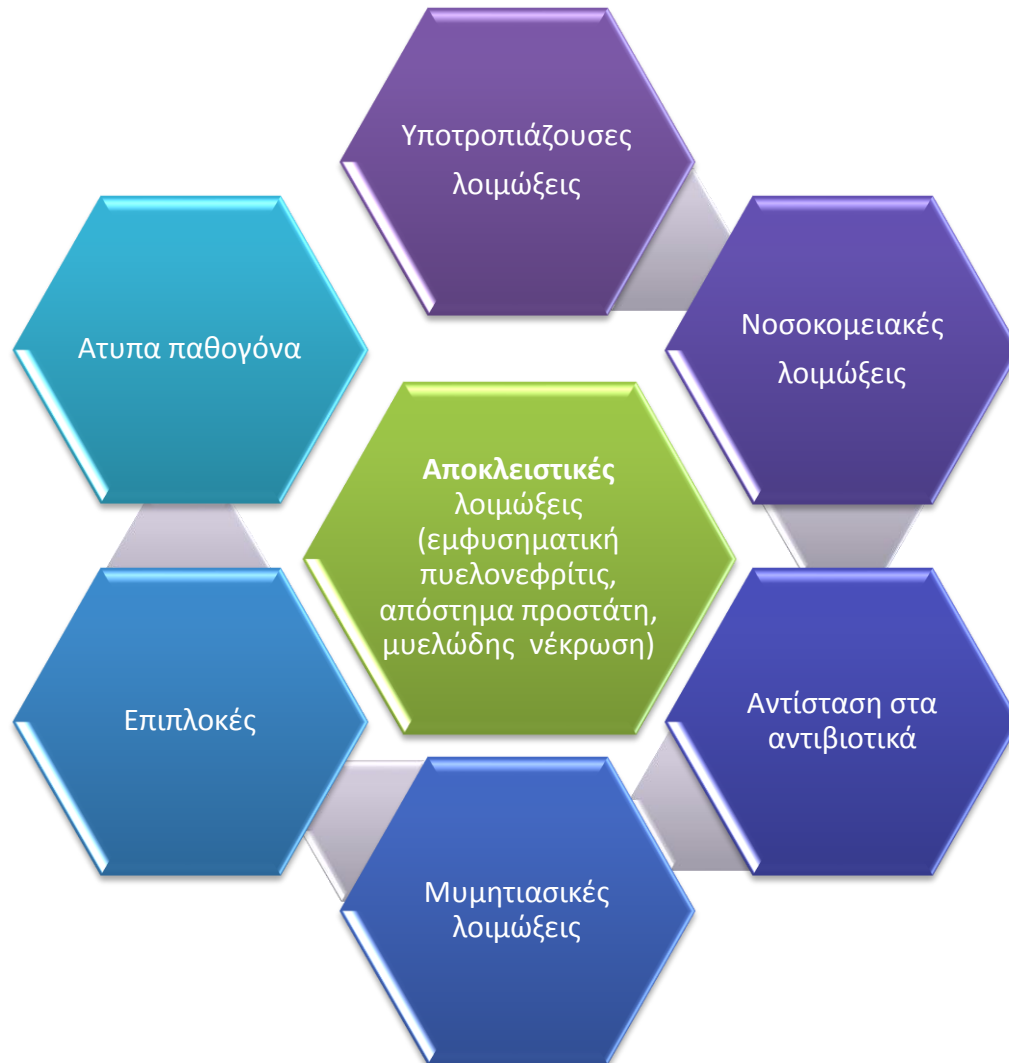 Υποτροπιάζουσες
λοιμώξεις
Νοσοκομειακές
λοιμώξεις
Ατυπα παθογόνα
Αποκλειστικές
λοιμώξεις
(εμφυσηματική
πυελονεφρίτις,
απόστημα προστάτη,
μυελώδης νέκρωση)
Αντίσταση στα
αντιβιοτικά
Επιπλοκές
Μυμητιασικές
λοιμώξεις